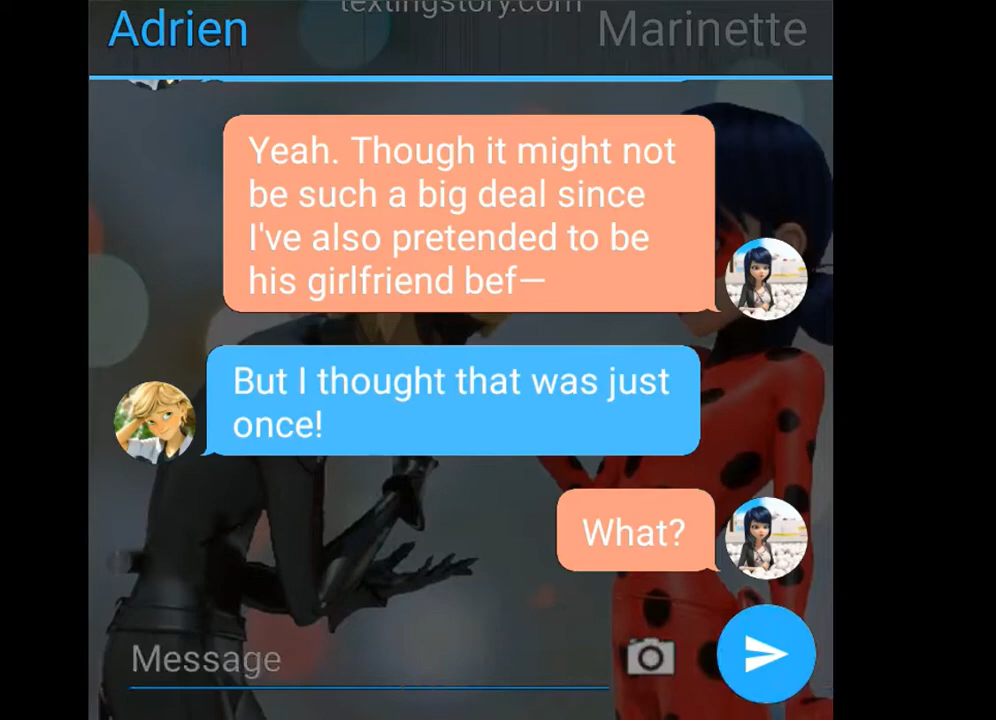 textingstory.com
Adrien Marinette
Yeah. Though it might not
be such a big deal since
I've also pretended to be
his girlfriend bef—
But I thought that was just
once!
What?
Message